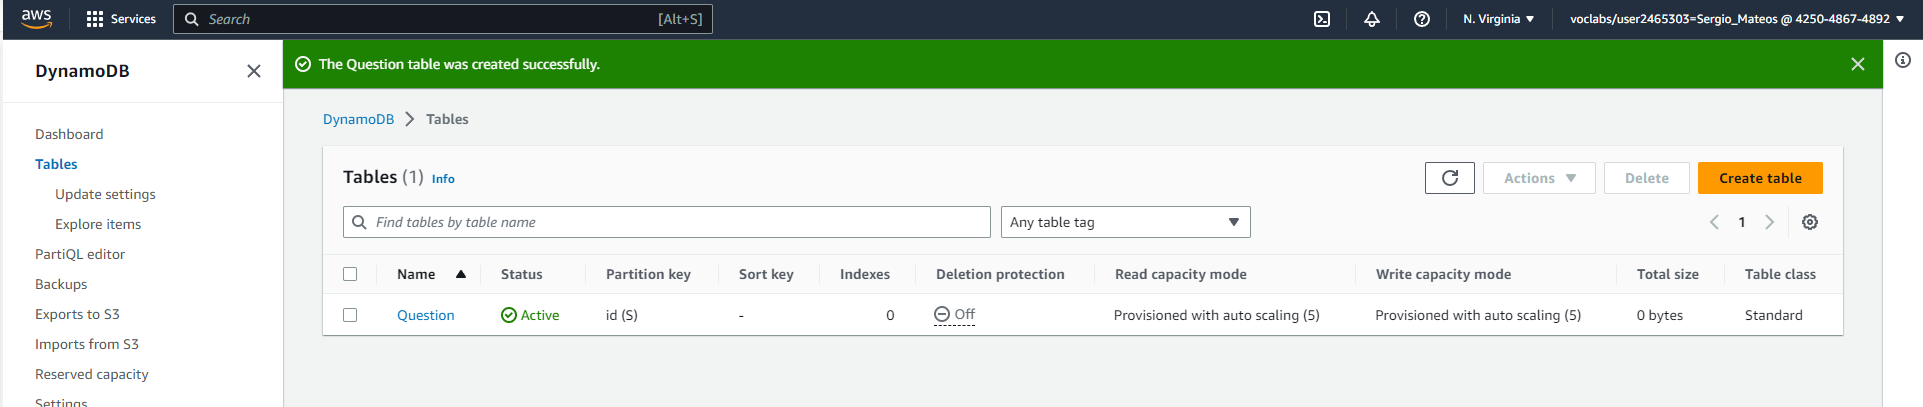 aws Services Search [Alt+S] N. Virginia voclabs/user2465303=Sergio_Mateos @ 4250-4867-4892
DynamoDB
The Question table was created successfully.
Dashboard
Tables
Update settings
Explore items
PartiQL editor
Backups
Exports to S3
Imports from S3
Reserved capacity
Settings
DynamoDB Tables
Tables (1) Info Actions Delete Create table
Find tables by table name Any table tag 1
Name Status Partition key Sort key Indexes Deletion protection Read capacity mode Write capacity mode Total size Table class
Question Active id (S) - 0 Off Provisioned with auto scaling (5) Provisioned with auto scaling (5) 0 bytes Standard